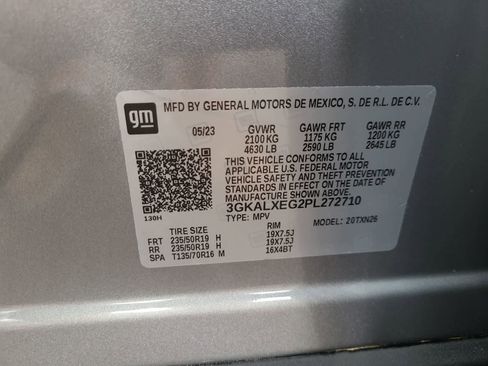 gm
MFD BY GENERAL MOTORS DE MEXICO, S. DE R.L. DE C.V.
05/23 GVWR GAWR FRT GAWR RR
2100 KG 1175 KG 1200 KG
4630 LB 2590 LB 2645 LB
THIS VEHICLE CONFORMS TO ALL
APPLICABLE U.S. FEDERAL MOTOR
VEHICLE SAFETY AND THEFT PREVENTION
STANDARDS IN EFFECT ON THE DATE OF
MANUFACTURE SHOWN ABOVE.
3GKALXEG2PL272710
130H TYPE: MPV MODEL: 20TXN26
TIRE SIZE RIM
FRT 235/50R19 H 19X7.5J
RR 235/50R19 H 19X7.5J
SPA T135/70R16 M 16X4BT